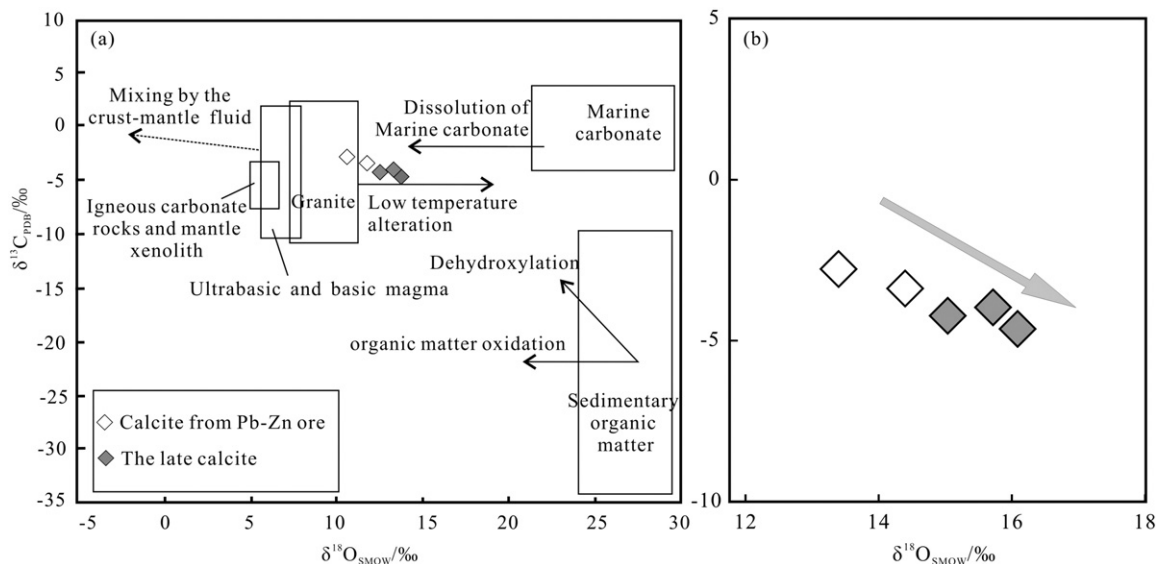 (a)
10
5
0
-5
-10
-15
-20
-25
-30
-35
δ¹³C_PDB/‰
Mixing by the
crust-mantle fluid
Dissolution of
Marine carbonate
Marine
carbonate
Igneous carbonate
rocks and mantle
xenolith
Granite
Low temperature
alteration
Ultrabasic and basic magma
Dehydroxylation
organic matter oxidation
Sedimentary
organic
matter
Calcite from Pb-Zn ore
The late calcite
-5 0 5 10 15 20 25 30
δ¹⁸O_SMOW/‰
(b)
5
0
-5
-10
12 14 16 18
δ¹⁸O_SMOW/‰